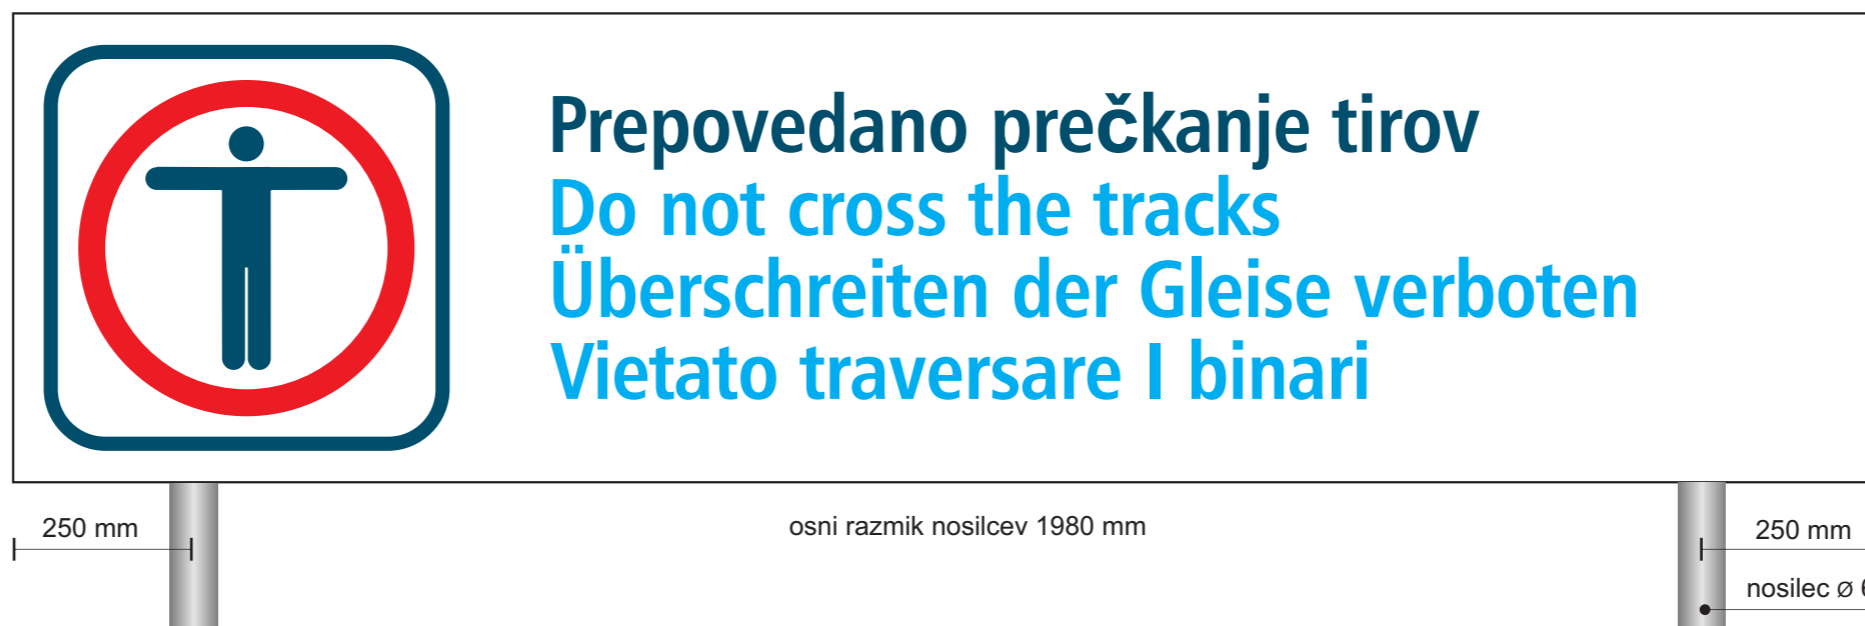 Prepovedano prečkanje tirov
Do not cross the tracks
Überschreiten der Gleise verboten
Vietato traversare I binari
250 mm
osni razmik nosilcev 1980 mm
250 mm
nosilec ø